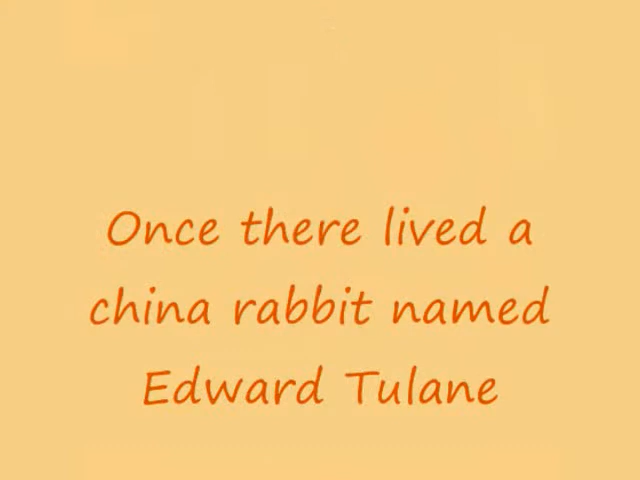 Once there lived a
china rabbit named
Edward Tulane